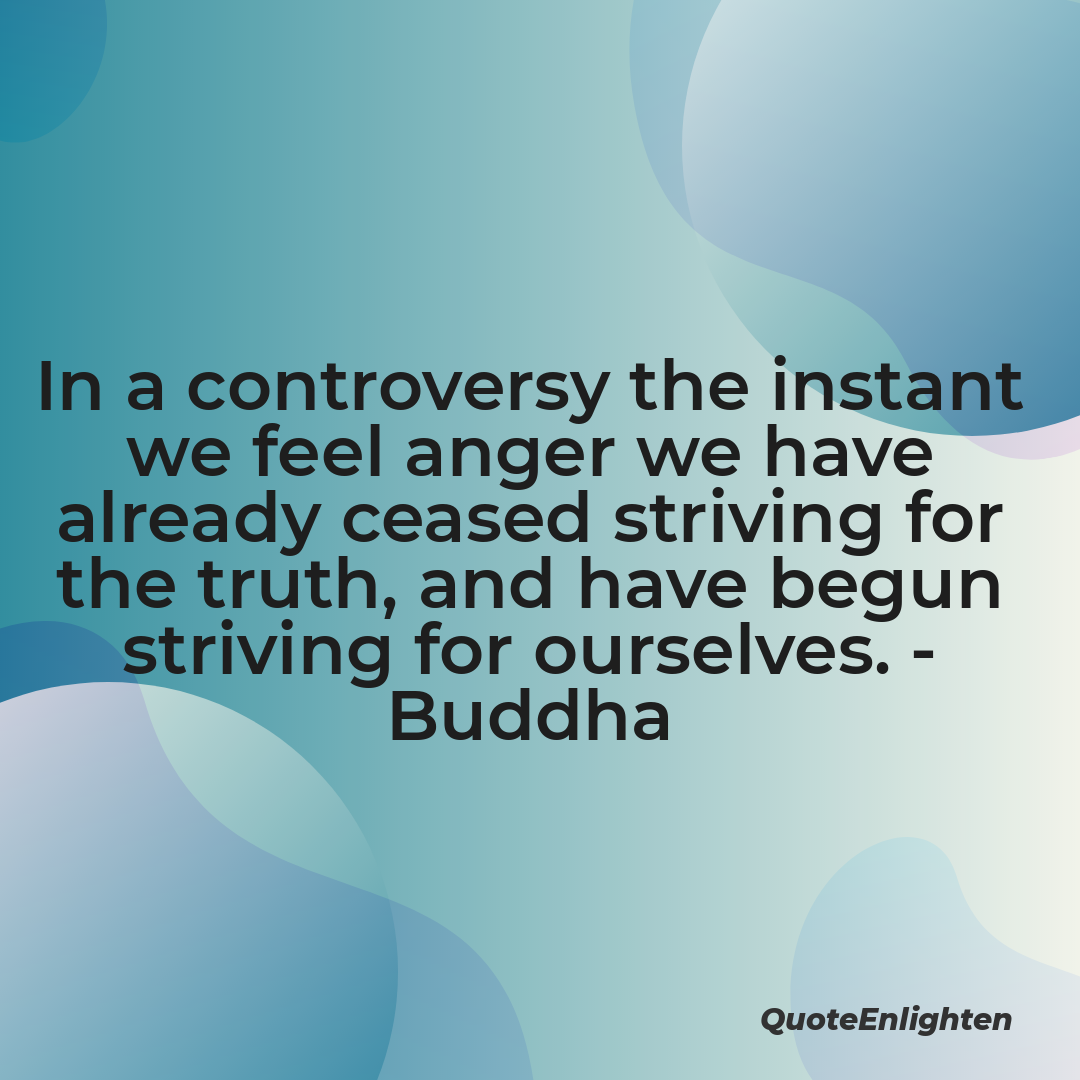 In a controversy the instant
we feel anger we have
already ceased striving for
the truth, and have begun
striving for ourselves. -
Buddha
QuoteEnlighten